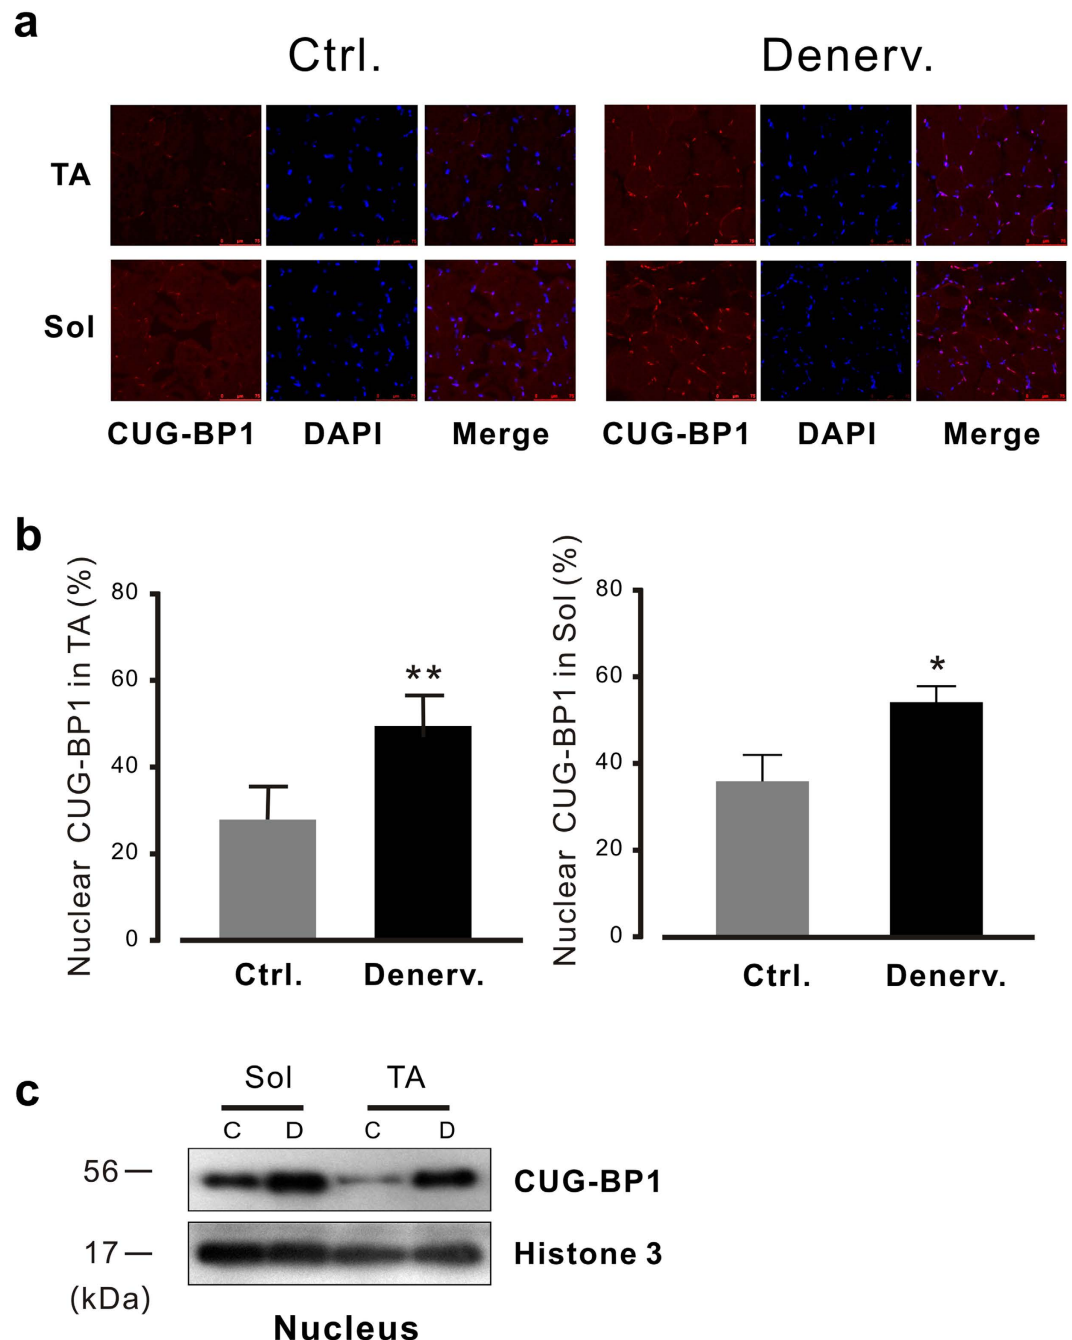 a
Ctrl. Denerv.
TA
Sol
CUG-BP1 DAPI Merge CUG-BP1 DAPI Merge
b
Nuclear CUG-BP1 in TA (%)
80
60
40
20
0
**
Ctrl. Denerv.
Nuclear CUG-BP1 in Sol (%)
80
60
40
20
0
*
Ctrl. Denerv.
c
Sol TA
C D C D
56 CUG-BP1
17 Histone 3
(kDa)
Nucleus